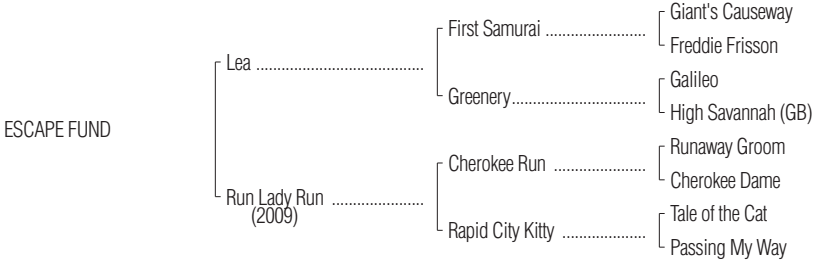 Giant's Causeway
First Samurai ........................
Freddie Frisson
Lea ........................................
Galileo
Greenery................................
High Savannah (GB)
ESCAPE FUND
Runaway Groom
Cherokee Run ......................
Cherokee Dame
Run Lady Run ......................
(2009)
Tale of the Cat
Rapid City Kitty ....................
Passing My Way